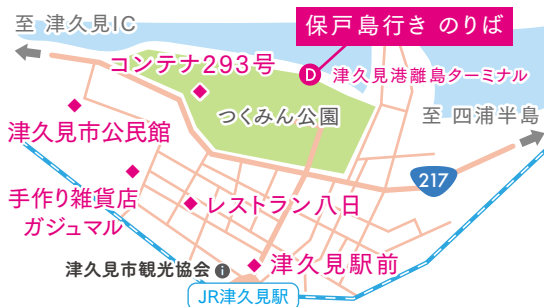 至 津久見IC
保戸島行き のりば
コンテナ293号
D 津久見港離島ターミナル
つくみん公園
至 四浦半島
津久見市公民館
217
手作り雑貨店
ガジュマル
レストラン八日
津久見市観光協会 i
津久見駅前
JR津久見駅